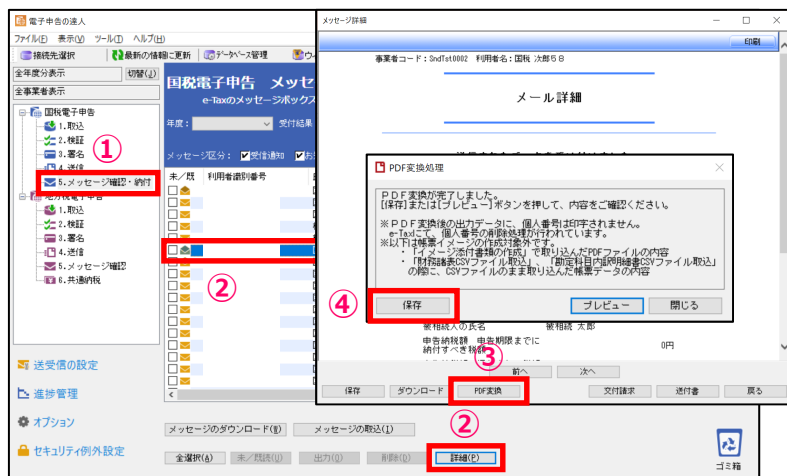 電子申告の達人
ファイル(F) 表示(V) ツール(T) ヘルプ(H)
接続先選択 最新の情報に更新 データベース管理
全年度分表示 切替(J)
全事業者表示
国税電子申告
1.取込
2.検証
3.署名
4.送信
5.メッセージ確認・納付
1.取込
2.検証
3.署名
4.送信
5.メッセージ確認
6.共通納税
送受信の設定
進捗管理
オプション
セキュリティ例外設定
①
国税電子申告 メッセ
e-Taxのメッセージボックス
年度: 受付結果
メッセージ区分: 受信通知
未/既 利用者識別番号
②
メッセージのダウンロード(W) メッセージの取込(I)
全選択(A) 未/既読(U) 出力(O) 削除(D) 詳細(P)
ゴミ箱
②
メッセージ詳細
印刷
事業者コード:SndTst0002 利用者名:国税 次郎58
メール詳細
PDF変換処理
PDF変換が完了しました。
[保存]または[プレビュー]ボタンを押して、内容をご確認ください。
※PDF変換後の出力データに、個人番号は印字されません。
e-Taxにて、個人番号の削除処理が行われています。
※以下は帳票イメージの作成対象外です。
・「イメージ添付書類の作成」で取り込んだPDFファイルの内容
・「財務諸表CSVファイル取込」、「勘定科目内訳明細書CSVファイル取込」
の際に、CSVファイルのまま取り込んだ帳票データの内容
④
保存 プレビュー 閉じる
被相続人の氏名 被相続 太郎
申告納税額 申告期限までに
納付すべき税額 0円
③
前へ 次へ
保存 ダウンロード PDF変換 交付請求 送付書 戻る